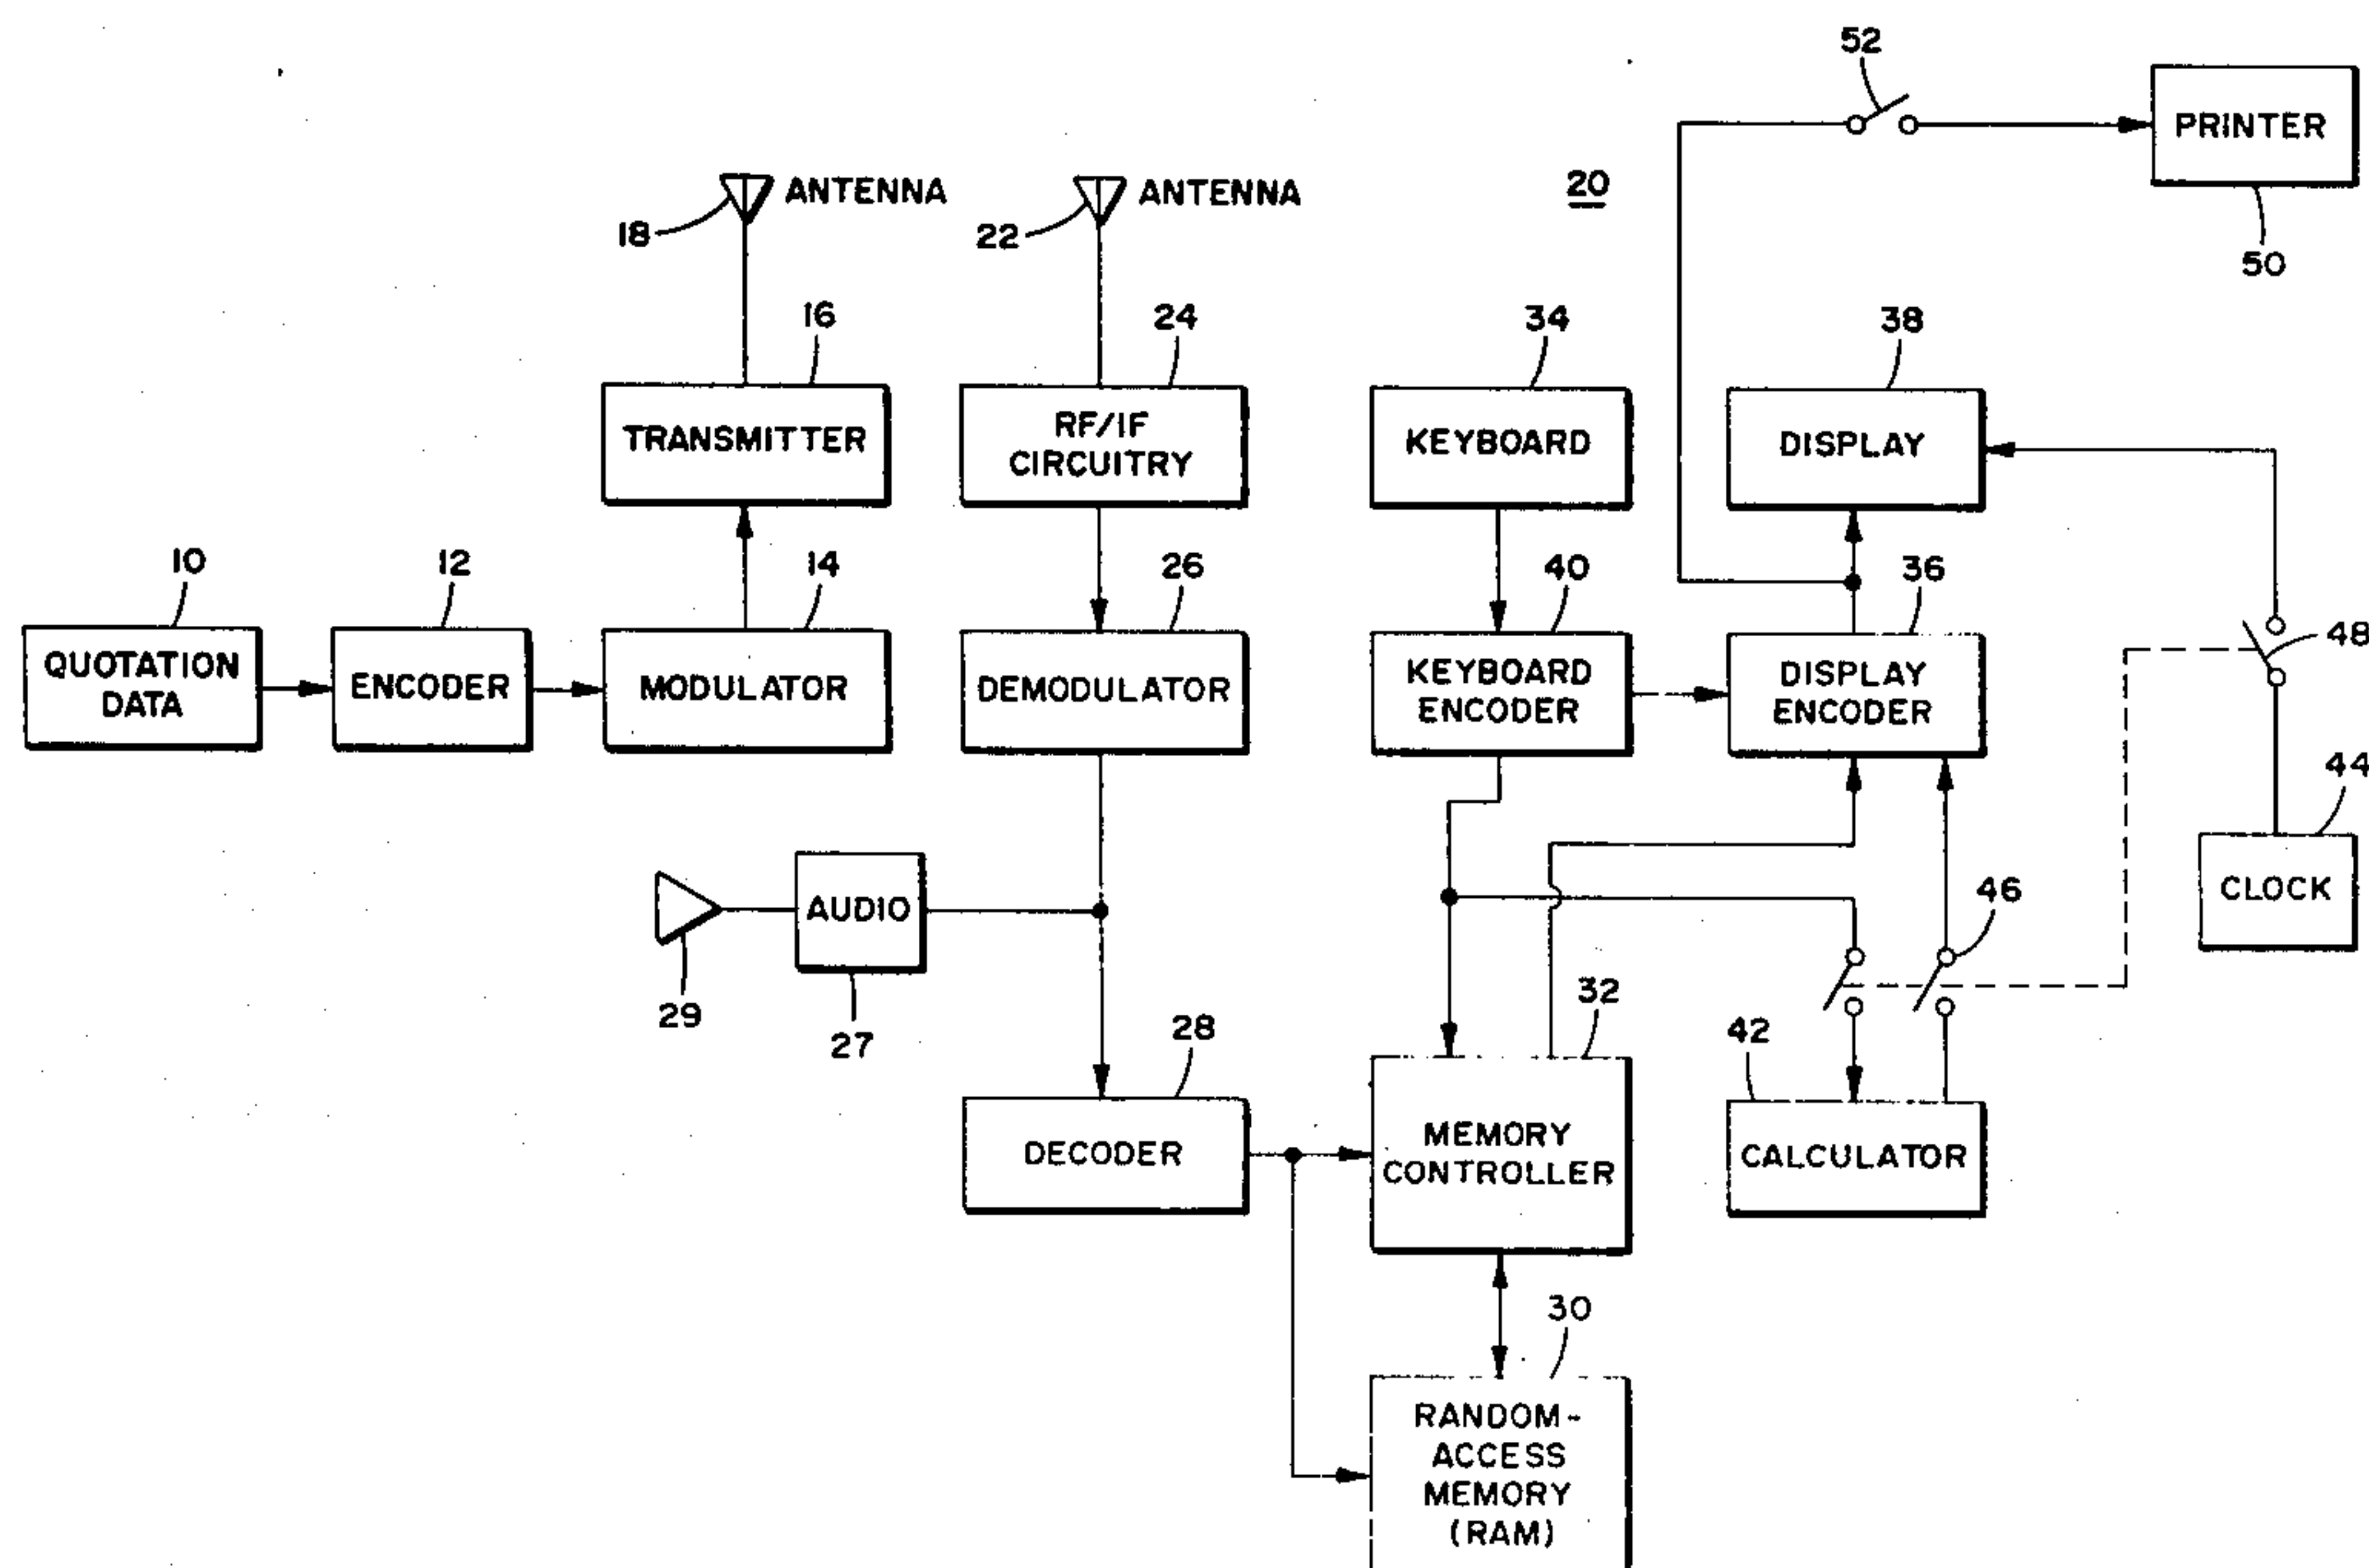 52
PRINTER
50
20
ANTENNA
18
ANTENNA
22
16
TRANSMITTER
24
RF/IF
CIRCUITRY
34
KEYBOARD
38
DISPLAY
10
QUOTATION
DATA
12
ENCODER
14
MODULATOR
26
DEMODULATOR
40
KEYBOARD
ENCODER
36
DISPLAY
ENCODER
48
44
CLOCK
29
AUDIO
27
46
28
DECODER
32
MEMORY
CONTROLLER
42
CALCULATOR
30
RANDOM-
ACCESS
MEMORY
(RAM)